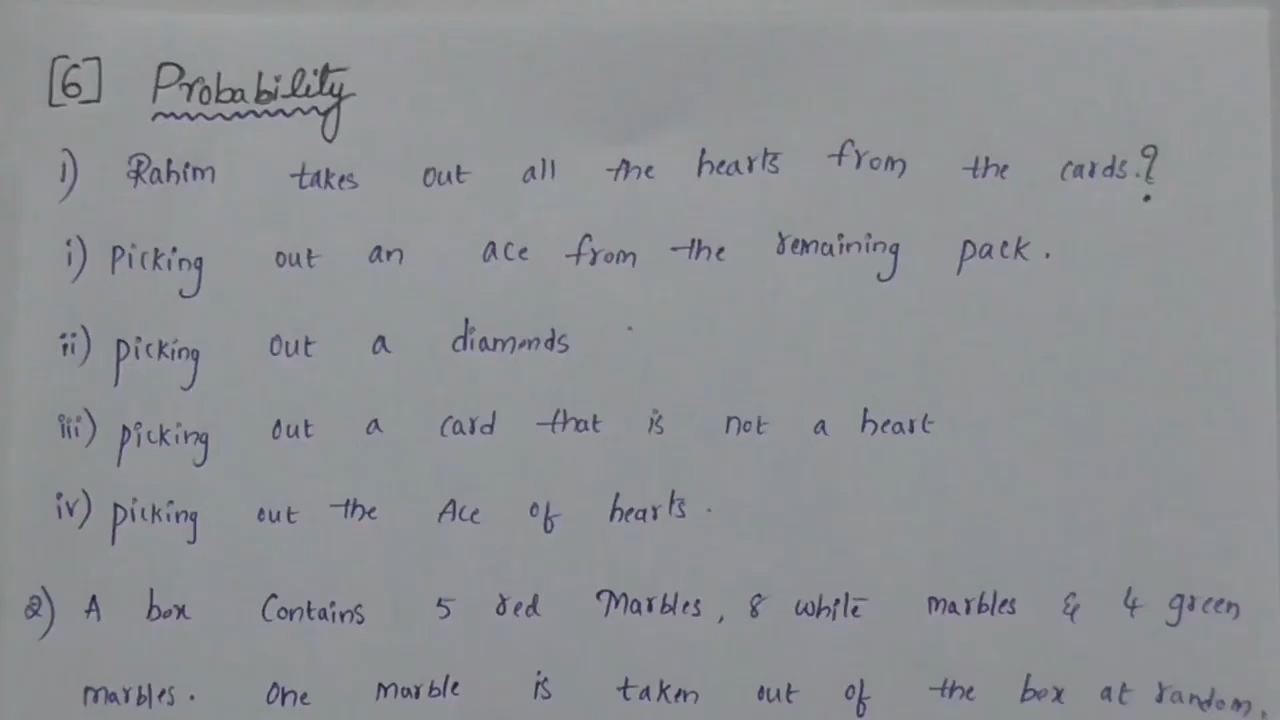 [6] Probability
1) Rahim takes out all the hearts from the cards.?
i) picking out an ace from the remaining pack.
ii) picking out a diamonds
iii) picking out a card that is not a heart
iv) picking out the Ace of hearts.
2) A box Contains 5 red Marbles, 8 while marbles & 4 green
marbles. One marble is taken out of the box at random.